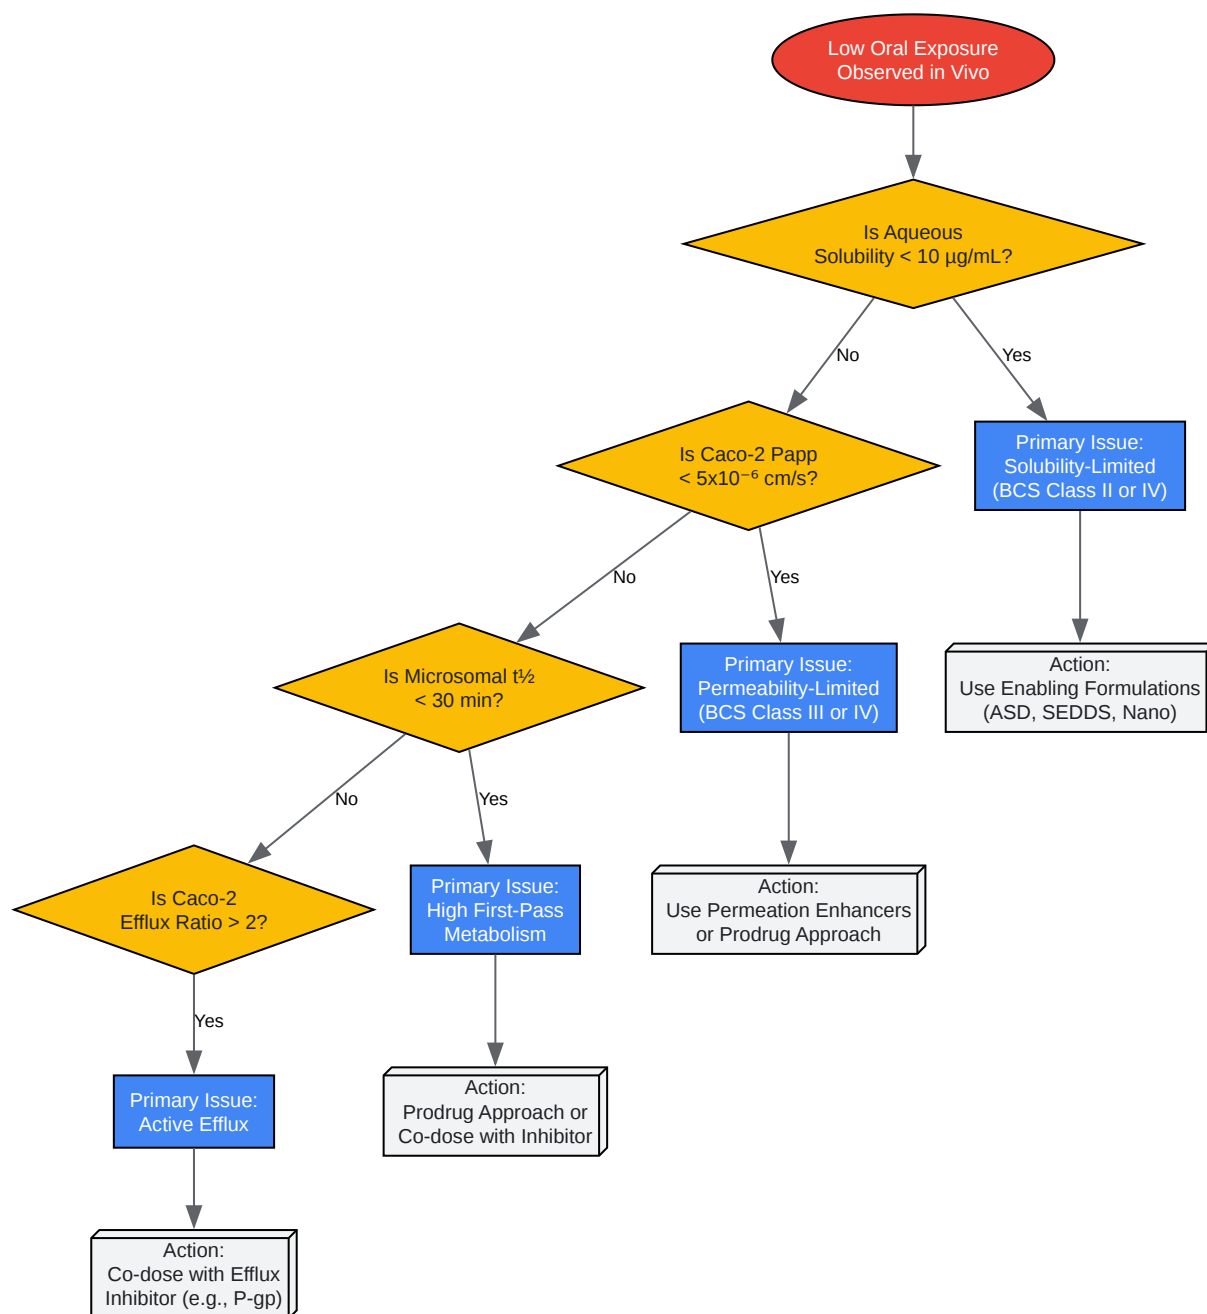 Low Oral Exposure
Observed in Vivo
Is Aqueous
Solubility < 10 µg/mL?
No
Yes
Is Caco-2 Papp
< 5x10⁻⁶ cm/s?
Primary Issue:
Solubility-Limited
(BCS Class II or IV)
No
Yes
Is Microsomal t½
< 30 min?
Primary Issue:
Permeability-Limited
(BCS Class III or IV)
Action:
Use Enabling Formulations
(ASD, SEDDS, Nano)
No
Yes
Is Caco-2
Efflux Ratio > 2?
Primary Issue:
High First-Pass
Metabolism
Action:
Use Permeation Enhancers
or Prodrug Approach
Yes
Primary Issue:
Active Efflux
Action:
Prodrug Approach or
Co-dose with Inhibitor
Action:
Co-dose with Efflux
Inhibitor (e.g., P-gp)